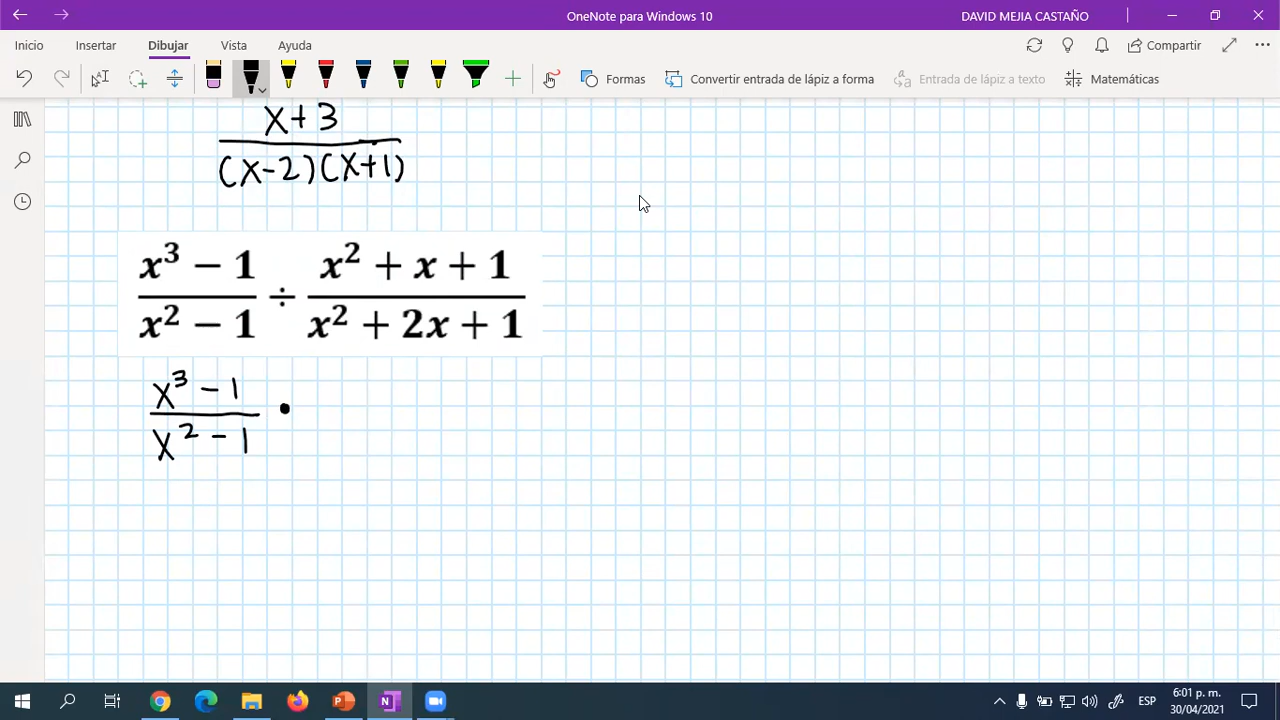 OneNote para Windows 10
DAVID MEJIA CASTAÑO
Inicio Insertar Dibujar Vista Ayuda
Compartir
Formas Convertir entrada de lápiz a forma Entrada de lápiz a texto Matemáticas
x+3
(x-2)(x+1)
x³ − 1 x² + x + 1
÷
x² − 1 x² + 2x + 1
x³ - 1
•
x² - 1
ESP
6:01 p. m.
30/04/2021